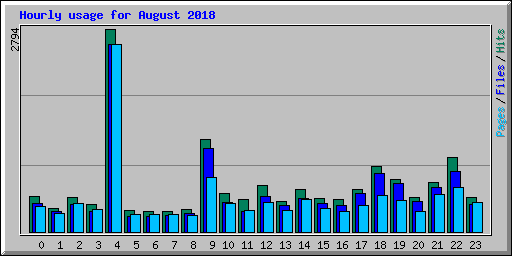 Hourly usage for August 2018
2794
Pages / Files / Hits
0 1 2 3 4 5 6 7 8 9 10 11 12 13 14 15 16 17 18 19 20 21 22 23